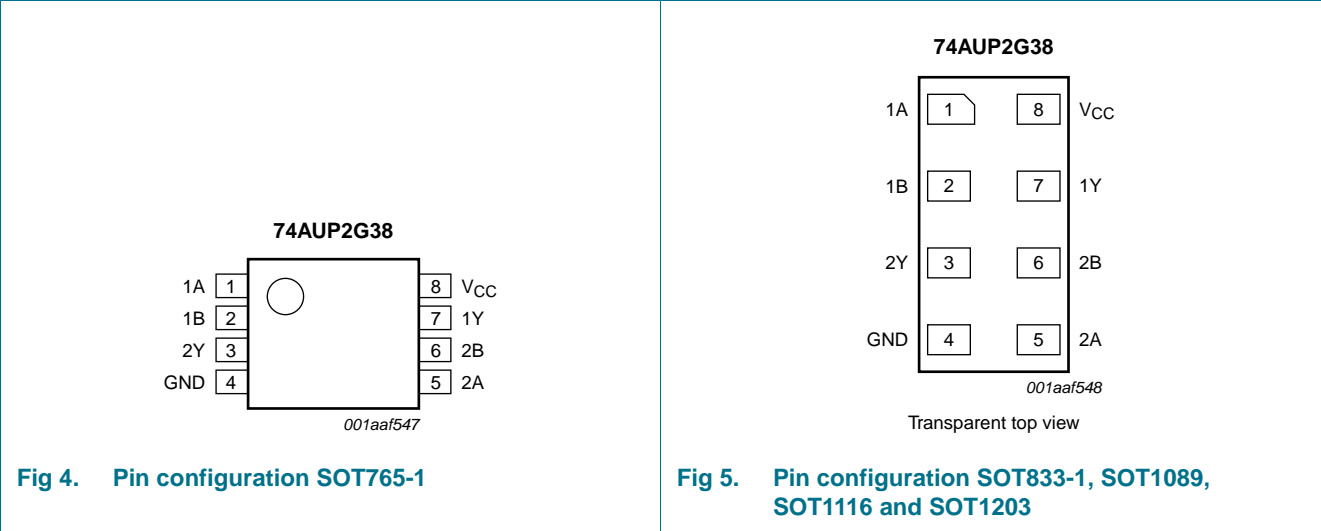 74AUP2G38
1A 1 8 VCC
1B 2 7 1Y
2Y 3 6 2B
GND 4 5 2A
001aaf547
Fig 4. Pin configuration SOT765-1
74AUP2G38
1A 1 8 VCC
1B 2 7 1Y
2Y 3 6 2B
GND 4 5 2A
001aaf548
Transparent top view
Fig 5. Pin configuration SOT833-1, SOT1089,
SOT1116 and SOT1203